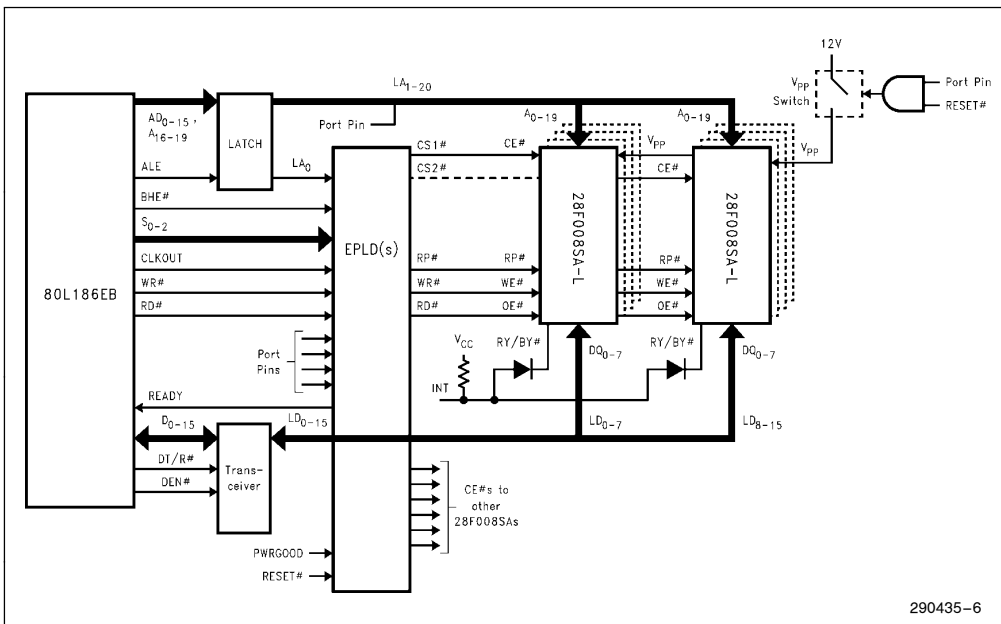 12V
LA1-20
VPP
Switch
Port Pin
RESET#
AD0-15,
A16-19
LATCH
Port Pin
A0-19
A0-19
VPP
VPP
CS1#
CE#
CS2#
CE#
ALE
LA0
BHE#
S0-2
28F008SA-L
28F008SA-L
EPLD(s)
CLKOUT
RP#
RP#
RP#
WR#
WR#
WE#
WE#
80L186EB
RD#
RD#
OE#
OE#
VCC
RY/BY#
DQ0-7
RY/BY#
DQ0-7
Port
Pins
INT
READY
D0-15
LD0-15
LD0-7
LD8-15
DT/R#
Trans-
ceiver
DEN#
CE#s to
other
28F008SAs
PWRGOOD
RESET#
290435-6